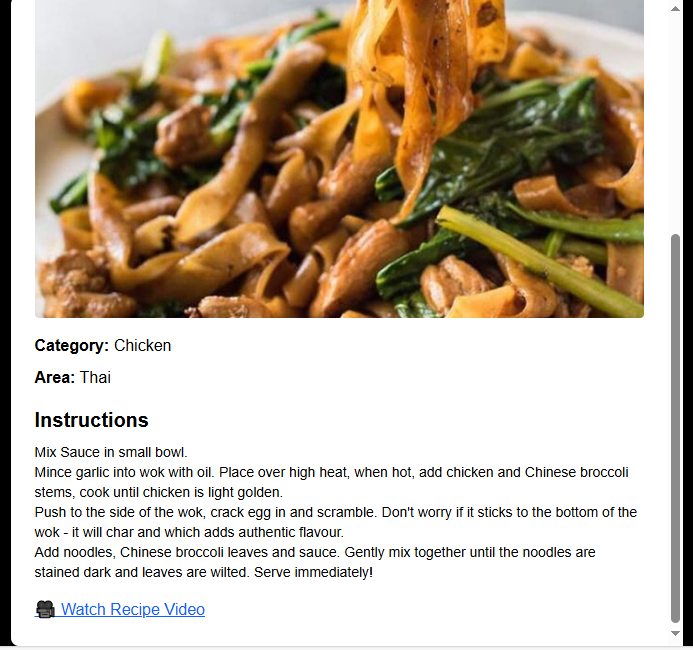 Category: Chicken
Area: Thai
Instructions
Mix Sauce in small bowl.
Mince garlic into wok with oil. Place over high heat, when hot, add chicken and Chinese broccoli
stems, cook until chicken is light golden.
Push to the side of the wok, crack egg in and scramble. Don't worry if it sticks to the bottom of the
wok - it will char and which adds authentic flavour.
Add noodles, Chinese broccoli leaves and sauce. Gently mix together until the noodles are
stained dark and leaves are wilted. Serve immediately!
🎥 Watch Recipe Video